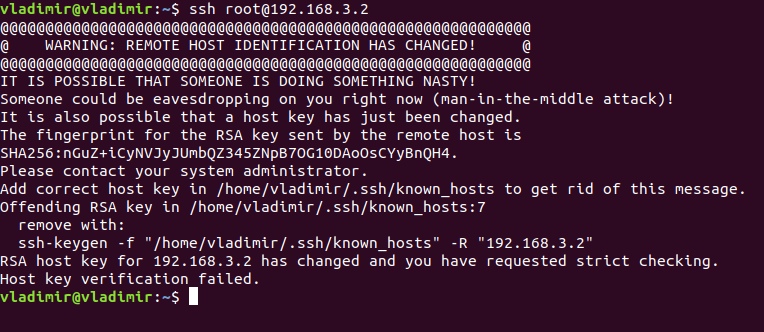 vladimir@vladimir:~$ ssh root@192.168.3.2
@@@@@@@@@@@@@@@@@@@@@@@@@@@@@@@@@@@@@@@@@@@@@@@@@@@@@@@@@@@
@    WARNING: REMOTE HOST IDENTIFICATION HAS CHANGED!     @
@@@@@@@@@@@@@@@@@@@@@@@@@@@@@@@@@@@@@@@@@@@@@@@@@@@@@@@@@@@
IT IS POSSIBLE THAT SOMEONE IS DOING SOMETHING NASTY!
Someone could be eavesdropping on you right now (man-in-the-middle attack)!
It is also possible that a host key has just been changed.
The fingerprint for the RSA key sent by the remote host is
SHA256:nGuZ+iCyNVJyJUmbQZ345ZNpB7OG10DAoOsCYyBnQH4.
Please contact your system administrator.
Add correct host key in /home/vladimir/.ssh/known_hosts to get rid of this message.
Offending RSA key in /home/vladimir/.ssh/known_hosts:7
  remove with:
  ssh-keygen -f "/home/vladimir/.ssh/known_hosts" -R "192.168.3.2"
RSA host key for 192.168.3.2 has changed and you have requested strict checking.
Host key verification failed.
vladimir@vladimir:~$